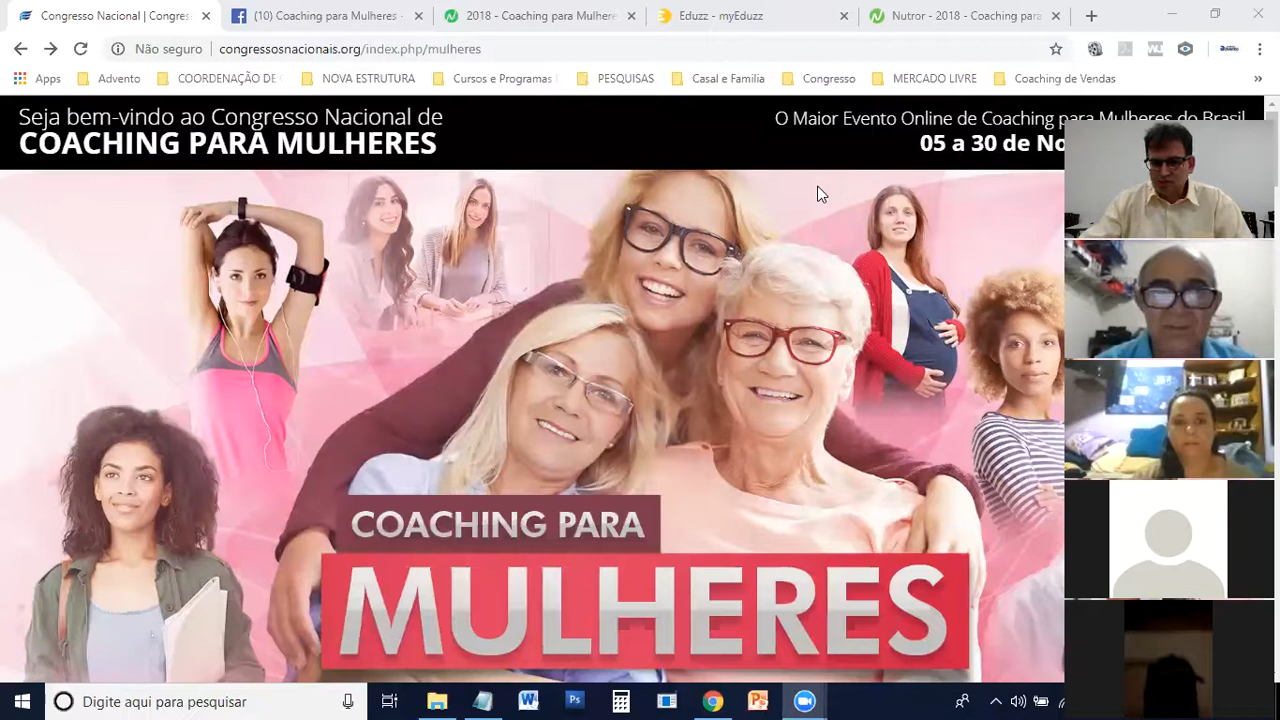 Congresso Nacional | Congres
(10) Coaching para Mulheres -
2018 - Coaching para Mulhere
Eduzz - myEduzz
Nutror - 2018 - Coaching para
Não seguro
congressosnacionais.org/index.php/mulheres
Apps
Advento
COORDENAÇÃO DE
NOVA ESTRUTURA
Cursos e Programas
PESQUISAS
Casal e Familia
Congresso
MERCADO LIVRE
Coaching de Vendas
Seja bem-vindo ao Congresso Nacional de
COACHING PARA MULHERES
O Maior Evento Online de Coaching para Mulheres do Brasil
05 a 30 de No
COACHING PARA
MULHERES
Digite aqui para pesquisar